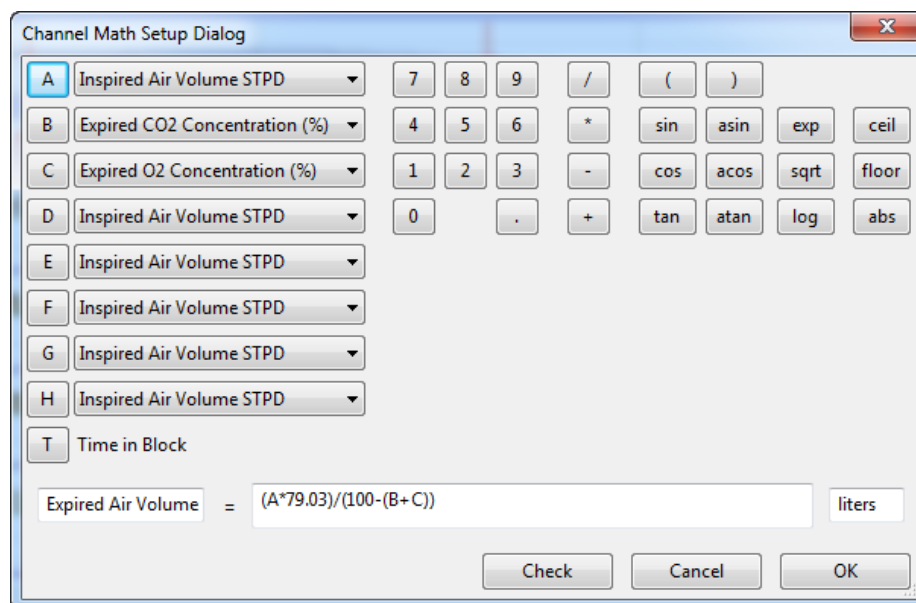 Channel Math Setup Dialog
A Inspired Air Volume STPD 7 8 9 / ( )
B Expired CO2 Concentration (%) 4 5 6 * sin asin exp ceil
C Expired O2 Concentration (%) 1 2 3 - cos acos sqrt floor
D Inspired Air Volume STPD 0 . + tan atan log abs
E Inspired Air Volume STPD
F Inspired Air Volume STPD
G Inspired Air Volume STPD
H Inspired Air Volume STPD
T Time in Block
Expired Air Volume = (A*79.03)/(100-(B+C)) liters
Check Cancel OK